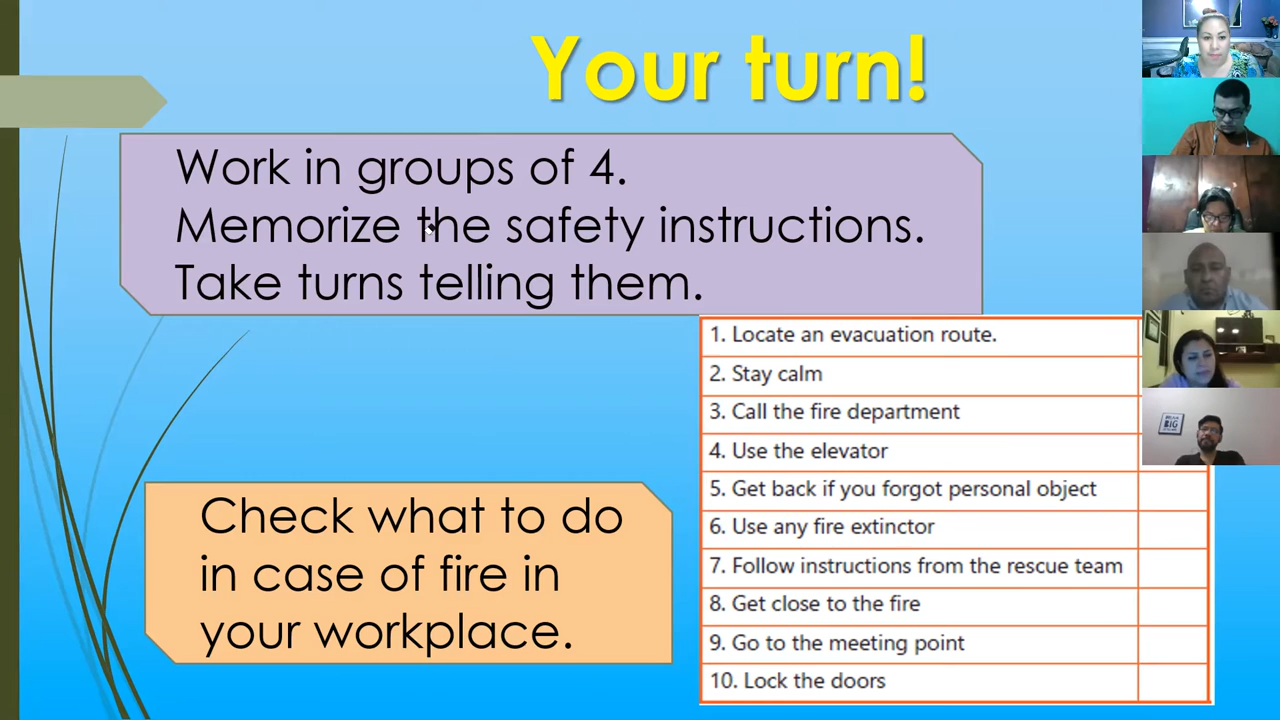 Your turn!
Work in groups of 4.
Memorize the safety instructions.
Take turns telling them.
1. Locate an evacuation route.
2. Stay calm
3. Call the fire department
4. Use the elevator
5. Get back if you forgot personal object
6. Use any fire extinctor
7. Follow instructions from the rescue team
8. Get close to the fire
9. Go to the meeting point
10. Lock the doors
Check what to do
in case of fire in
your workplace.
BIG